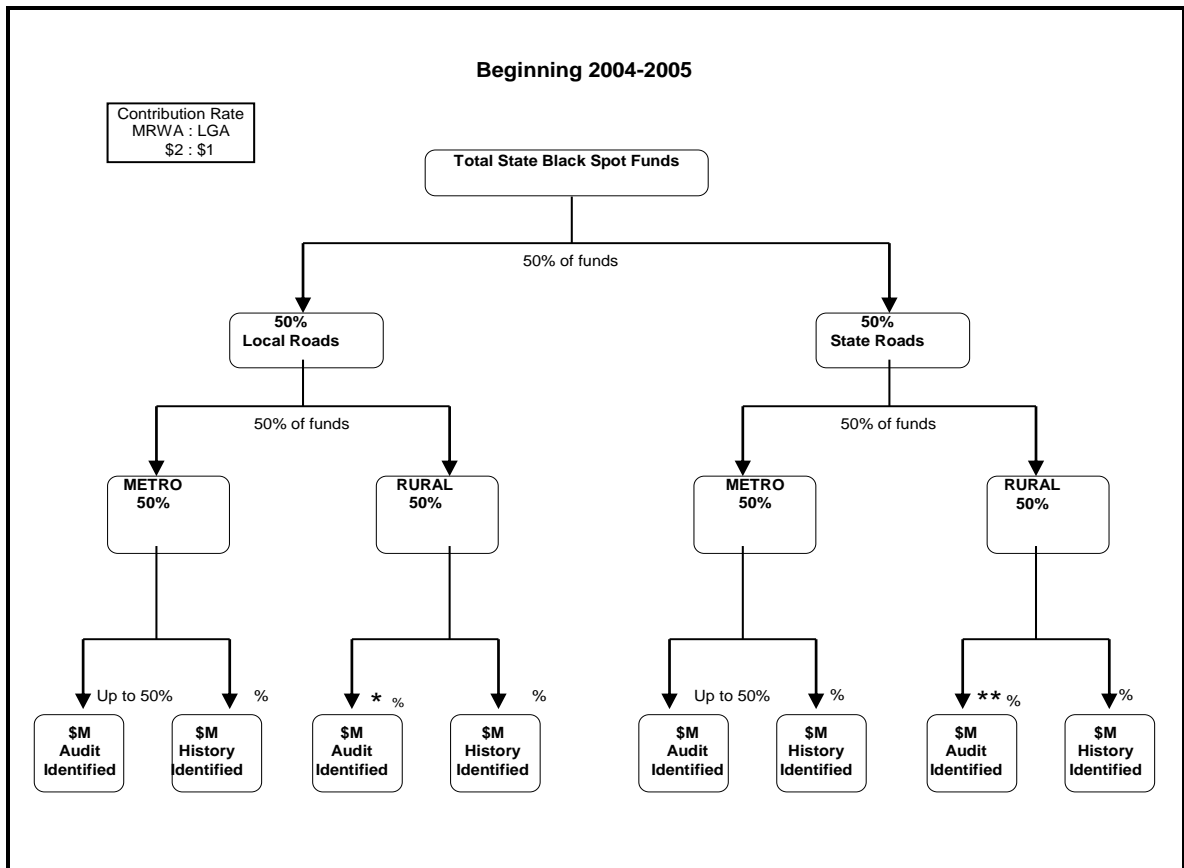 Beginning 2004-2005
Contribution Rate
MRWA : LGA
$2 : $1
Total State Black Spot Funds
50% of funds
50%
Local Roads
50%
State Roads
50% of funds
50% of funds
METRO
50%
RURAL
50%
METRO
50%
RURAL
50%
Up to 50%
%
* %
%
Up to 50%
%
** %
%
$M
Audit
Identified
$M
History
Identified
$M
Audit
Identified
$M
History
Identified
$M
Audit
Identified
$M
History
Identified
$M
Audit
Identified
$M
History
Identified